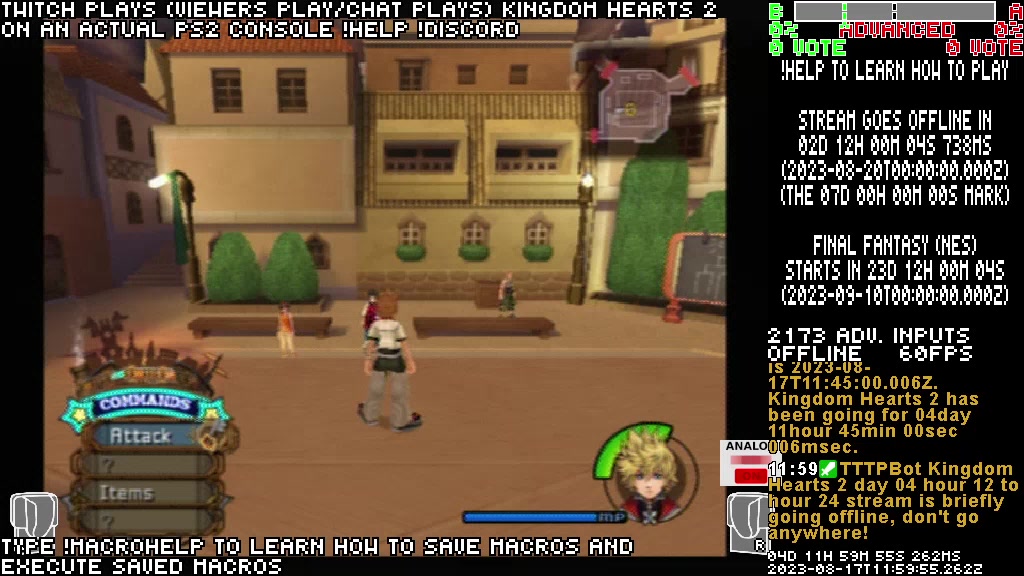 TWITCH PLAYS (VIEWERS PLAY/CHAT PLAYS) KINGDOM HEARTS 2
ON AN ACTUAL PS2 CONSOLE !HELP !DISCORD
COMMANDS
Attack
?
Items
?
MP
TYPE !MACROHELP TO LEARN HOW TO SAVE MACROS AND
EXECUTE SAVED MACROS
B A
0% ADVANCED 0%
0 VOTE 0 VOTE
!HELP TO LEARN HOW TO PLAY
STREAM GOES OFFLINE IN
02D 12H 00M 04S 738MS
(2023-08-20T00:00:00.000Z)
(THE 07D 00H 00M 00S MARK)
FINAL FANTASY (NES)
STARTS IN 23D 12H 00M 04S
(2023-09-10T00:00:00.000Z)
2173 ADV. INPUTS
OFFLINE 60FPS
is 2023-08-
17T11:45:00.006Z.
Kingdom Hearts 2 has
been going for 04day
11hour 45min 00sec
006msec.
11:59 TTTPBot Kingdom
Hearts 2 day 04 hour 12 to
hour 24 stream is briefly
going offline, don't go
anywhere!
04D 11H 59M 55S 262MS
2023-08-17T11:59:55.262Z
ANALO
R